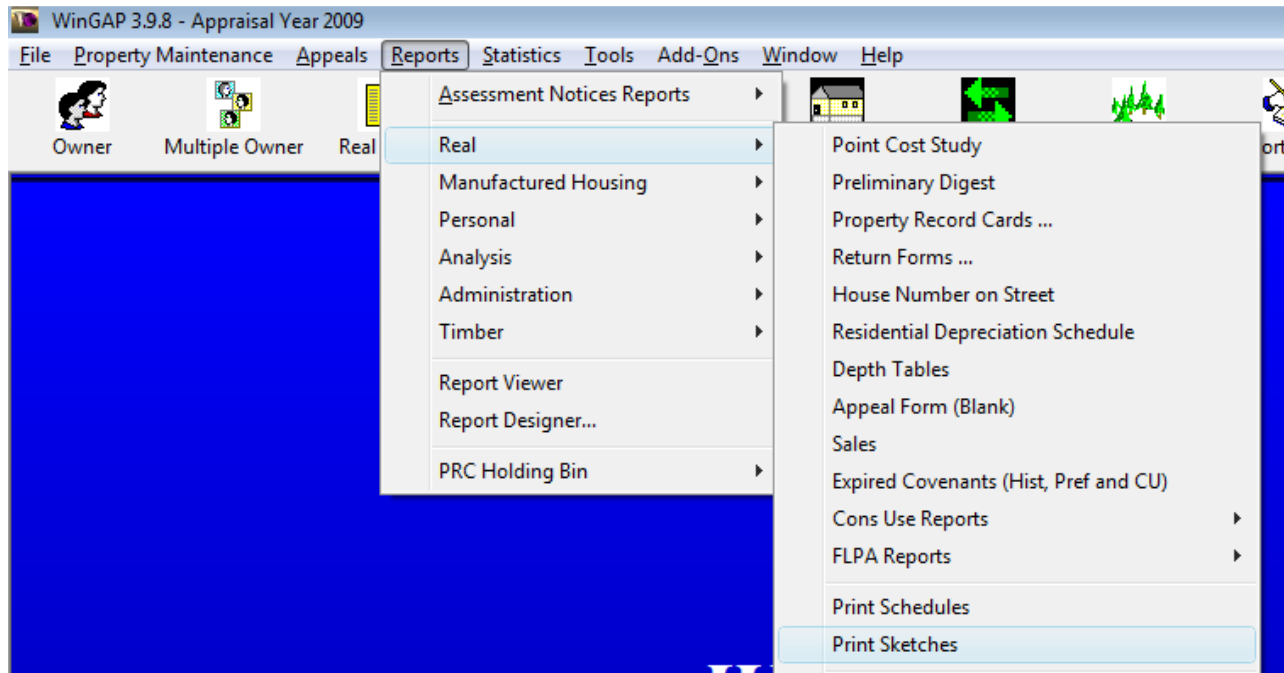 WinGAP 3.9.8 - Appraisal Year 2009
File Property Maintenance Appeals Reports Statistics Tools Add-Ons Window Help
Owner Multiple Owner Real
Assessment Notices Reports
Real
Manufactured Housing
Personal
Analysis
Administration
Timber
Report Viewer
Report Designer...
PRC Holding Bin
Point Cost Study
Preliminary Digest
Property Record Cards ...
Return Forms ...
House Number on Street
Residential Depreciation Schedule
Depth Tables
Appeal Form (Blank)
Sales
Expired Covenants (Hist, Pref and CU)
Cons Use Reports
FLPA Reports
Print Schedules
Print Sketches